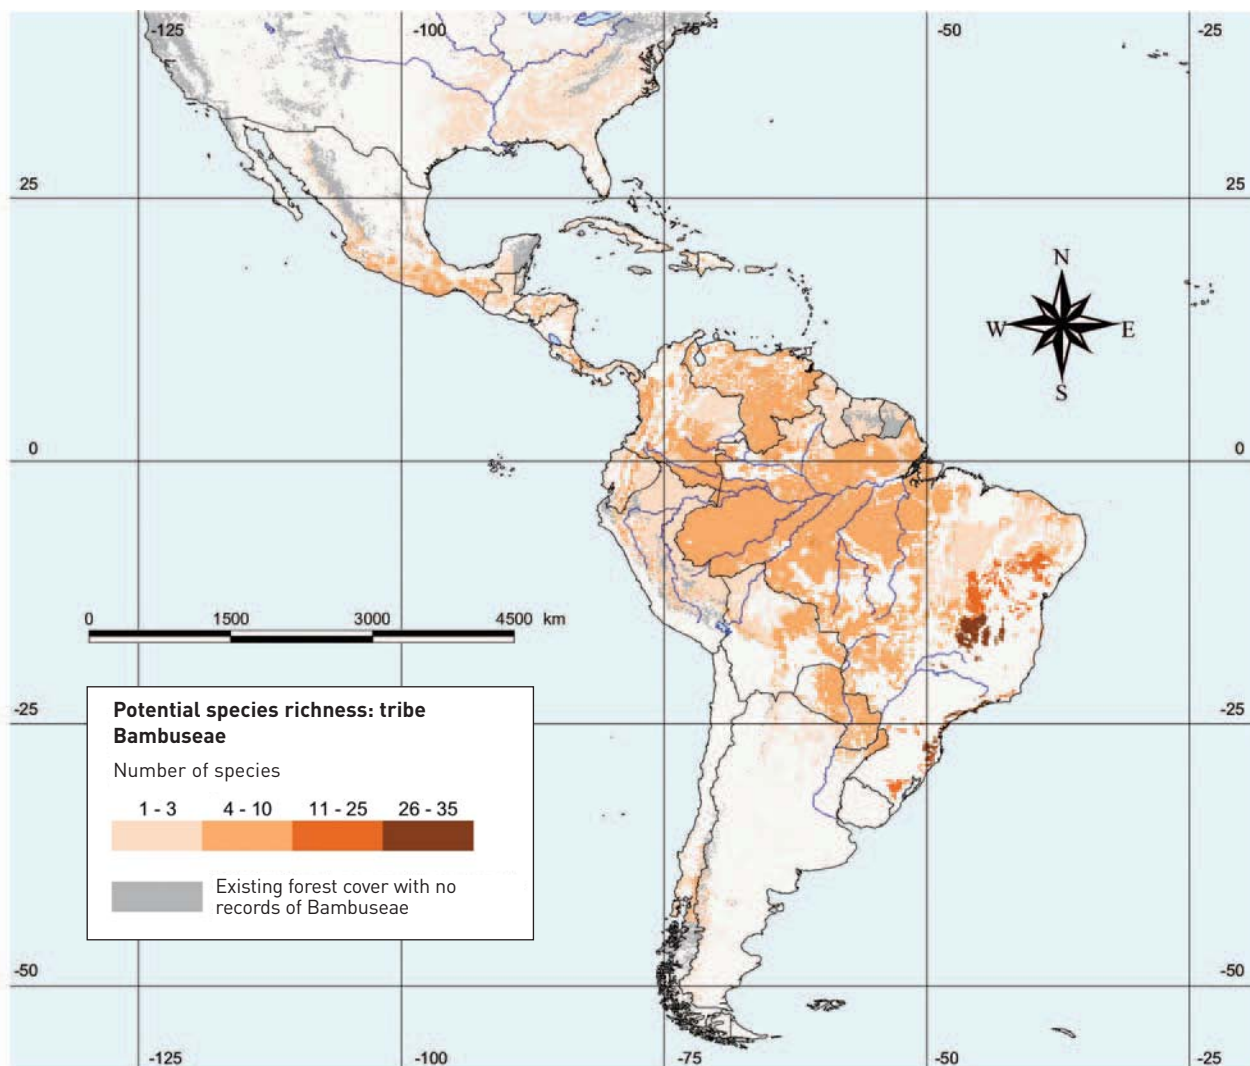 -125
-100
-75
-50
-25
25
25
N
W
E
S
0
0
0
1500
3000
4500 km
-25
-25
Potential species richness: tribe
Bambuseae
Number of species
1 - 3
4 - 10
11 - 25
26 - 35
Existing forest cover with no
records of Bambuseae
-50
-50
-125
-100
-75
-50
-25